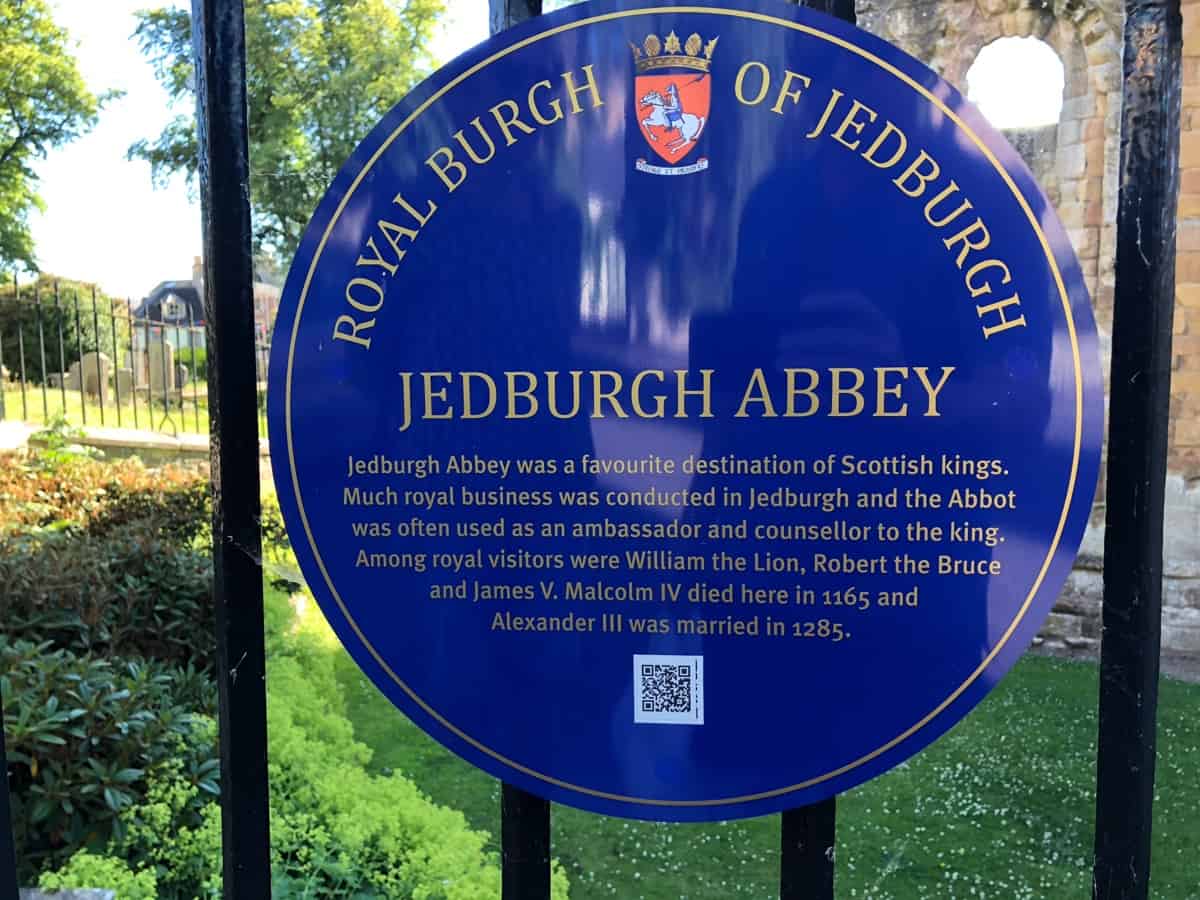 ROYAL BURGH OF JEDBURGH
JEDBURGH ABBEY
Jedburgh Abbey was a favourite destination of Scottish kings.
Much royal business was conducted in Jedburgh and the Abbot
was often used as an ambassador and counsellor to the king.
Among royal visitors were William the Lion, Robert the Bruce
and James V. Malcolm IV died here in 1165 and
Alexander III was married in 1285.